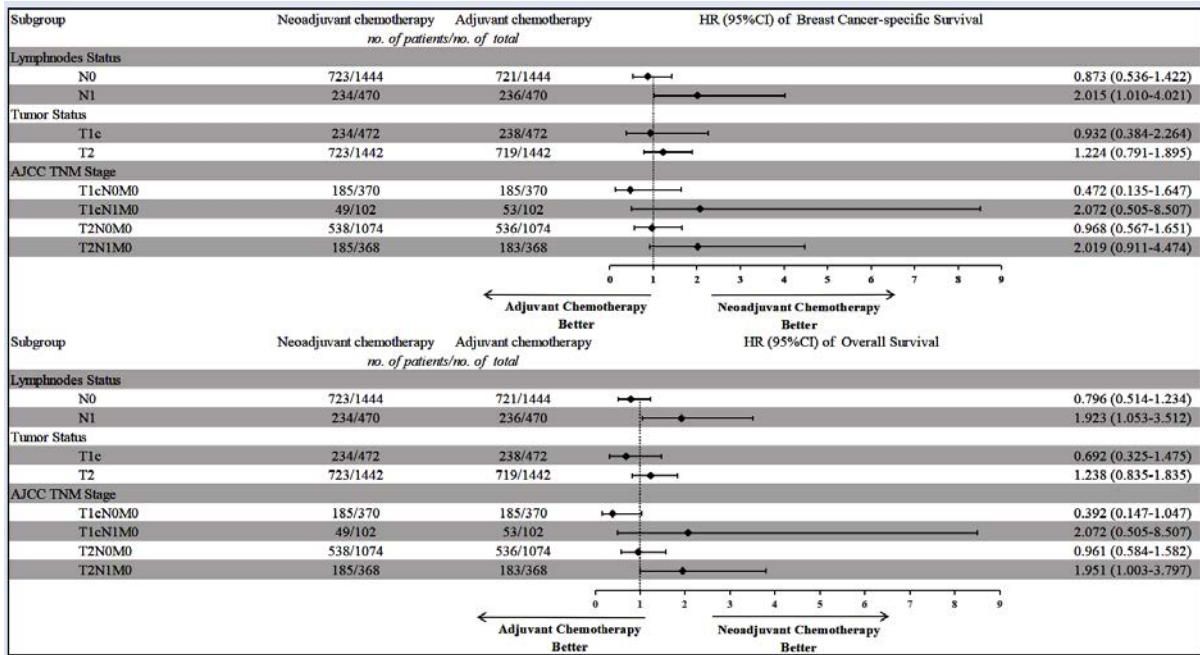 Subgroup Neoadjuvant chemotherapy Adjuvant chemotherapy HR (95%CI) of Breast Cancer-specific Survival
no. of patients/no. of total
Lymphnodes Status
N0 723/1444 721/1444 0.873 (0.536-1.422)
N1 234/470 236/470 2.015 (1.010-4.021)
Tumor Status
T1c 234/472 238/472 0.932 (0.384-2.264)
T2 723/1442 719/1442 1.224 (0.791-1.895)
AJCC TNM Stage
T1cN0M0 185/370 185/370 0.472 (0.135-1.647)
T1cN1M0 49/102 53/102 2.072 (0.505-8.507)
T2N0M0 538/1074 536/1074 0.968 (0.567-1.651)
T2N1M0 185/368 183/368 2.019 (0.911-4.474)
0 1 2 3 4 5 6 7 8 9
Adjuvant Chemotherapy Neoadjuvant Chemotherapy
Better Better
Subgroup Neoadjuvant chemotherapy Adjuvant chemotherapy HR (95%CI) of Overall Survival
no. of patients/no. of total
Lymphnodes Status
N0 723/1444 721/1444 0.796 (0.514-1.234)
N1 234/470 236/470 1.923 (1.053-3.512)
Tumor Status
T1c 234/472 238/472 0.692 (0.325-1.475)
T2 723/1442 719/1442 1.238 (0.835-1.835)
AJCC TNM Stage
T1cN0M0 185/370 185/370 0.392 (0.147-1.047)
T1cN1M0 49/102 53/102 2.072 (0.505-8.507)
T2N0M0 538/1074 536/1074 0.961 (0.584-1.582)
T2N1M0 185/368 183/368 1.951 (1.003-3.797)
0 1 2 3 4 5 6 7 8 9
Adjuvant Chemotherapy Neoadjuvant Chemotherapy
Better Better